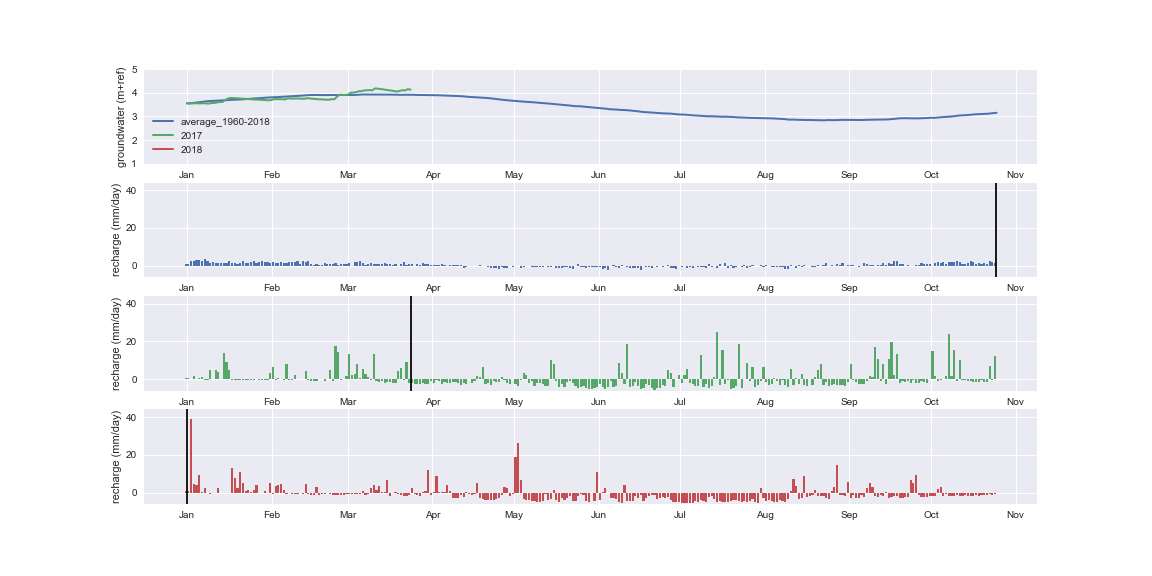 groundwater (m+ref)
5
4
3
2
1
average_1960-2018
2017
2018
Jan Feb Mar Apr May Jun Jul Aug Sep Oct Nov
recharge (mm/day)
40
20
0
Jan Feb Mar Apr May Jun Jul Aug Sep Oct Nov
recharge (mm/day)
40
20
0
Jan Feb Mar Apr May Jun Jul Aug Sep Oct Nov
recharge (mm/day)
40
20
0
Jan Feb Mar Apr May Jun Jul Aug Sep Oct Nov